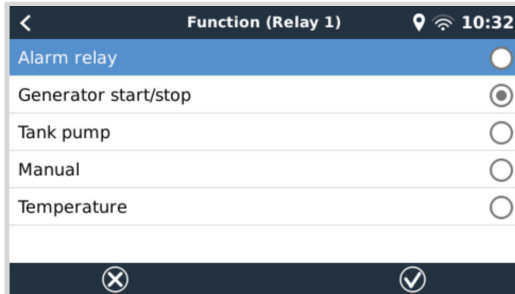 Function (Relay 1) 10:32
Alarm relay
Generator start/stop
Tank pump
Manual
Temperature